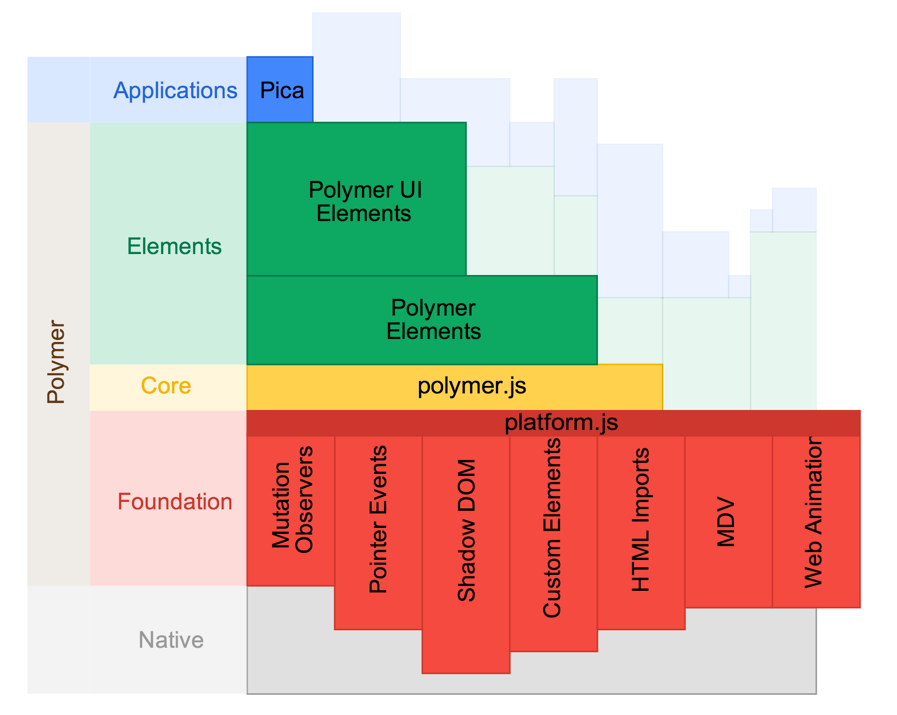 Applications
Pica
Polymer UI
Elements
Elements
Polymer
Elements
Polymer
Core
polymer.js
platform.js
Foundation
Mutation
Observers
Pointer Events
Shadow DOM
Custom Elements
HTML Imports
MDV
Web Animation
Native